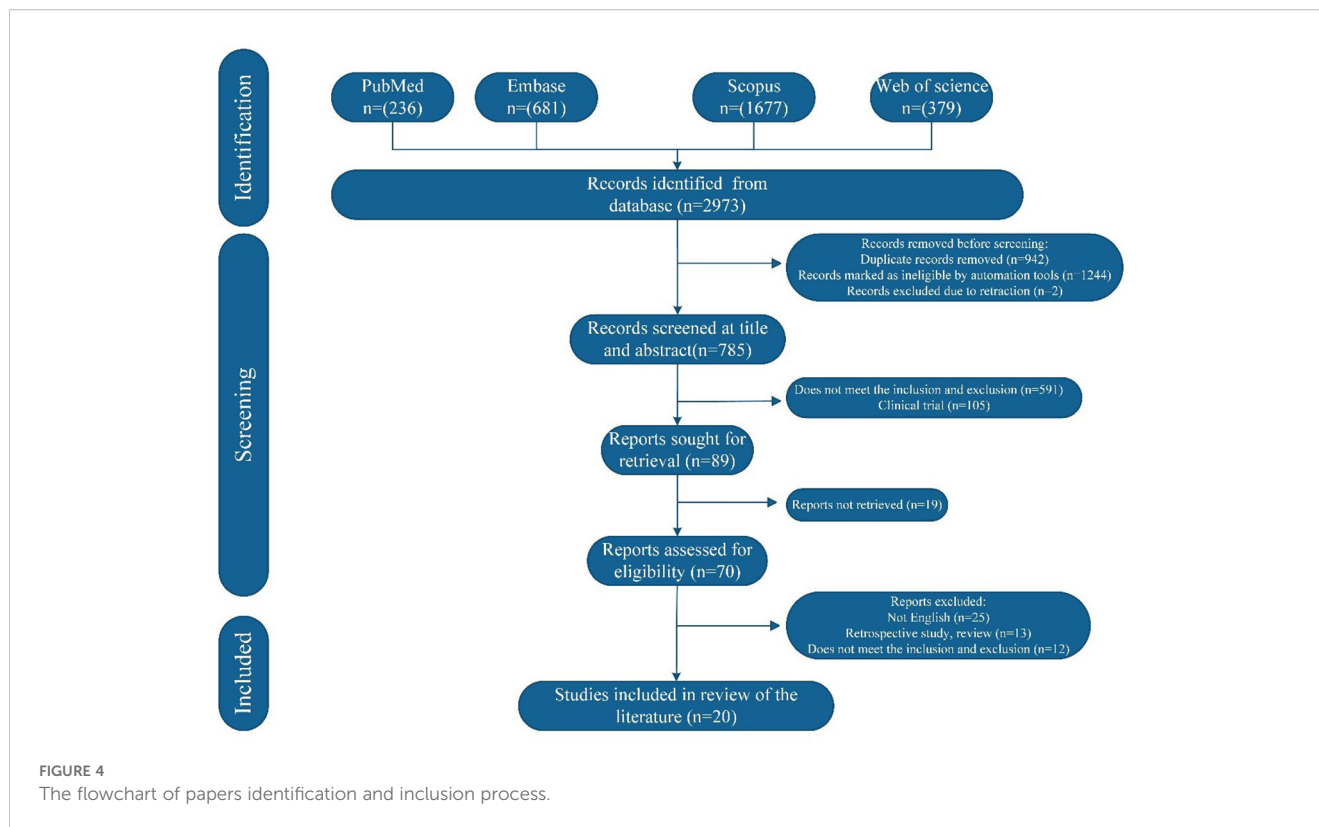 Identification
PubMed
n=(236)
Embase
n=(681)
Scopus
n=(1677)
Web of science
n=(379)
Records identified from
database (n=2973)
Screening
Records removed before screening:
Duplicate records removed (n=942)
Records marked as ineligible by automation tools (n=1244)
Records excluded due to retraction (n=2)
Records screened at title
and abstract(n=785)
Does not meet the inclusion and exclusion (n=591)
Clinical trial (n=105)
Reports sought for
retrieval (n=89)
Reports not retrieved (n=19)
Reports assessed for
eligibility (n=70)
Reports excluded:
Not English (n=25)
Retrospective study, review (n=13)
Does not meet the inclusion and exclusion (n=12)
Included
Studies included in review of the
literature (n=20)
FIGURE 4
The flowchart of papers identification and inclusion process.